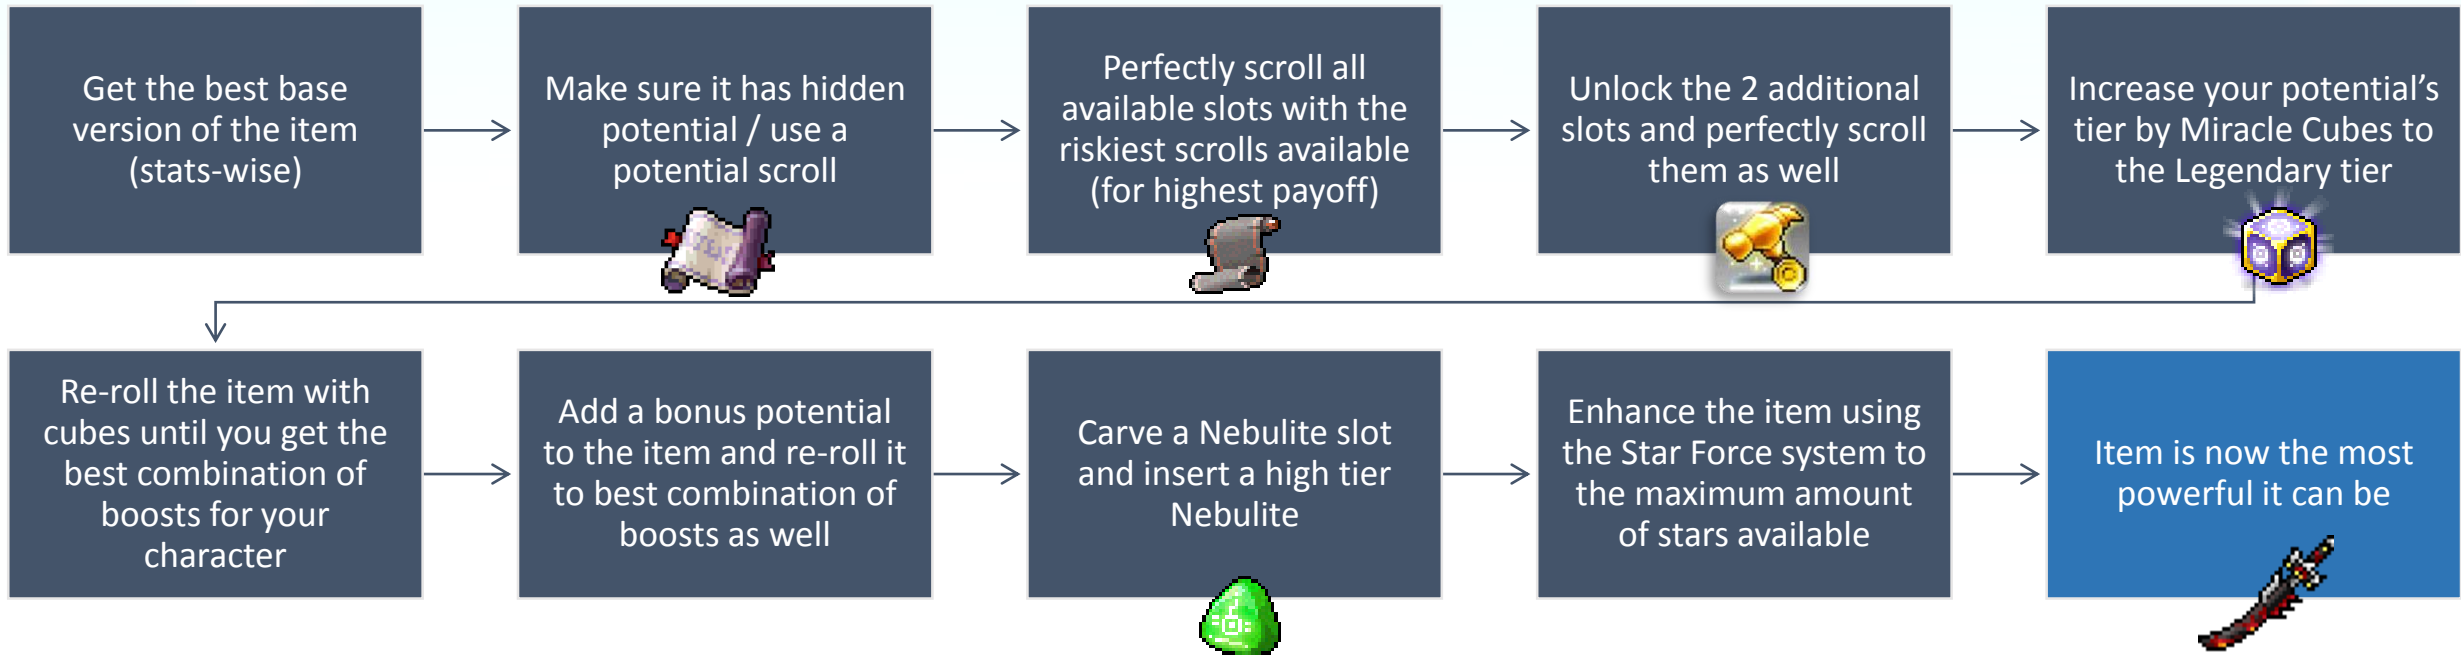 Get the best base
version of the item
(stats-wise)
Make sure it has hidden
potential / use a
potential scroll
Perfectly scroll all
available slots with the
riskiest scrolls available
(for highest payoff)
Unlock the 2 additional
slots and perfectly scroll
them as well
Increase your potential’s
tier by Miracle Cubes to
the Legendary tier
Re-roll the item with
cubes until you get the
best combination of
boosts for your
character
Add a bonus potential
to the item and re-roll it
to best combination of
boosts as well
Carve a Nebulite slot
and insert a high tier
Nebulite
Enhance the item using
the Star Force system to
the maximum amount
of stars available
Item is now the most
powerful it can be